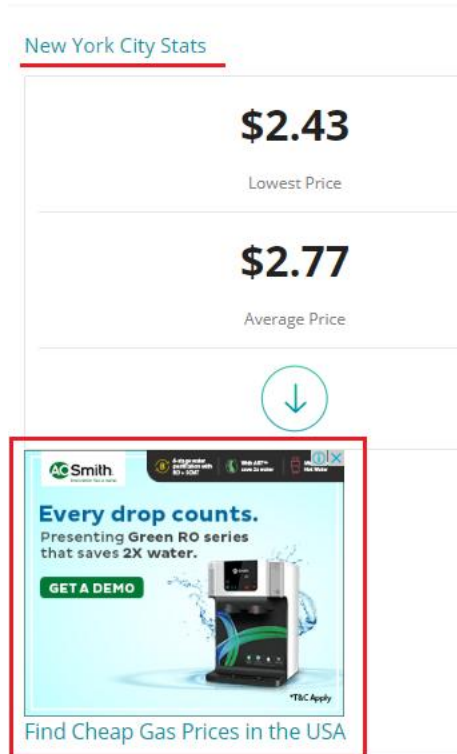 New York City Stats
$2.43
Lowest Price
$2.77
Average Price
AO Smith
Every drop counts.
Presenting Green RO series
that saves 2X water.
GET A DEMO
*T&C Apply
Find Cheap Gas Prices in the USA